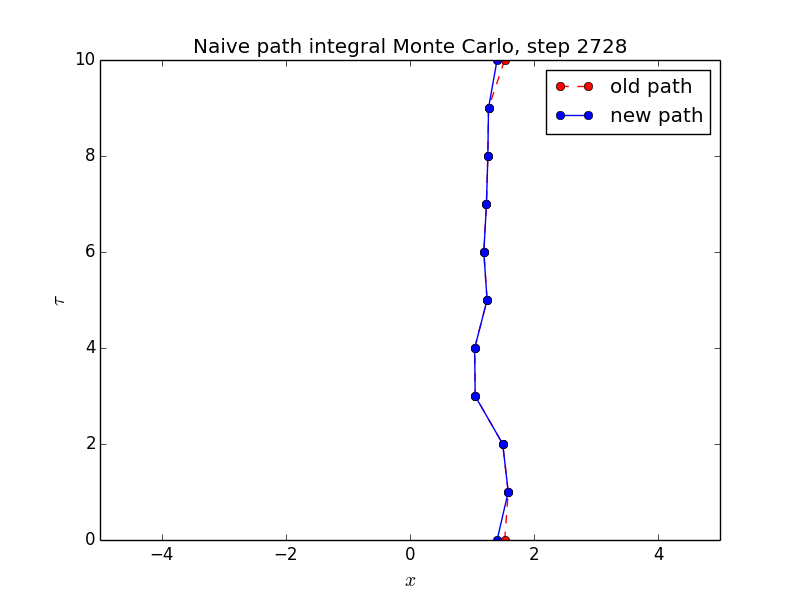 Naive path integral Monte Carlo, step 2728
10
8
6
4
2
0
τ
old path
new path
−4 −2 0 2 4
x